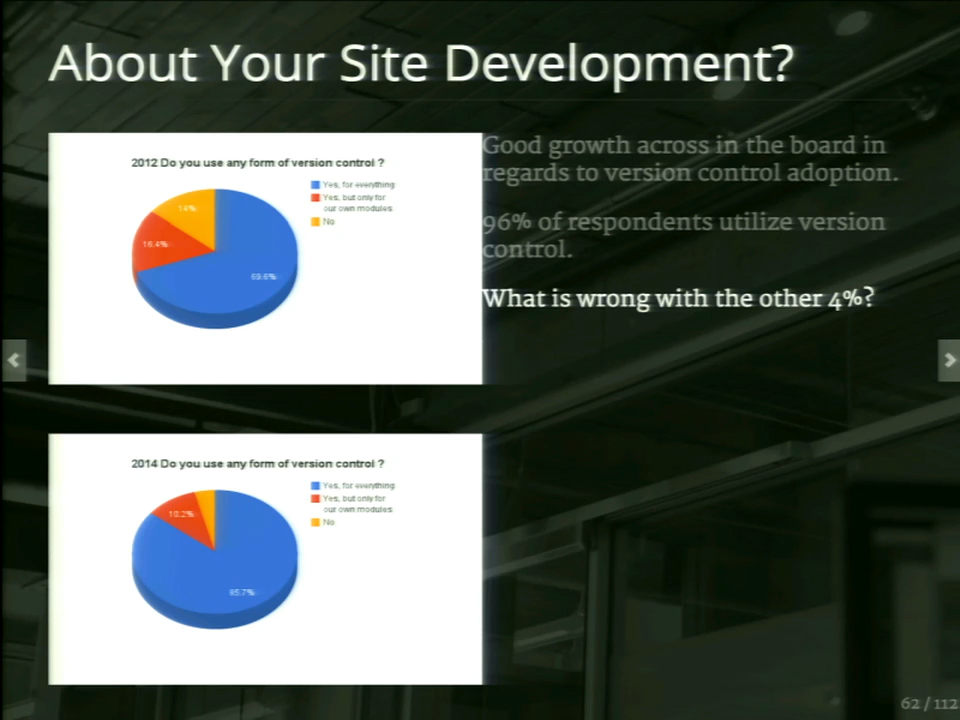 About Your Site Development?
2012 Do you use any form of version control ?
Yes, for everything
Yes, but only for
our own modules
No
14%
16.4%
69.6%
Good growth across in the board in
regards to version control adoption.
96% of respondents utilize version
control.
What is wrong with the other 4%?
2014 Do you use any form of version control ?
Yes, for everything
Yes, but only for
our own modules
No
10.2%
85.7%
62 / 112